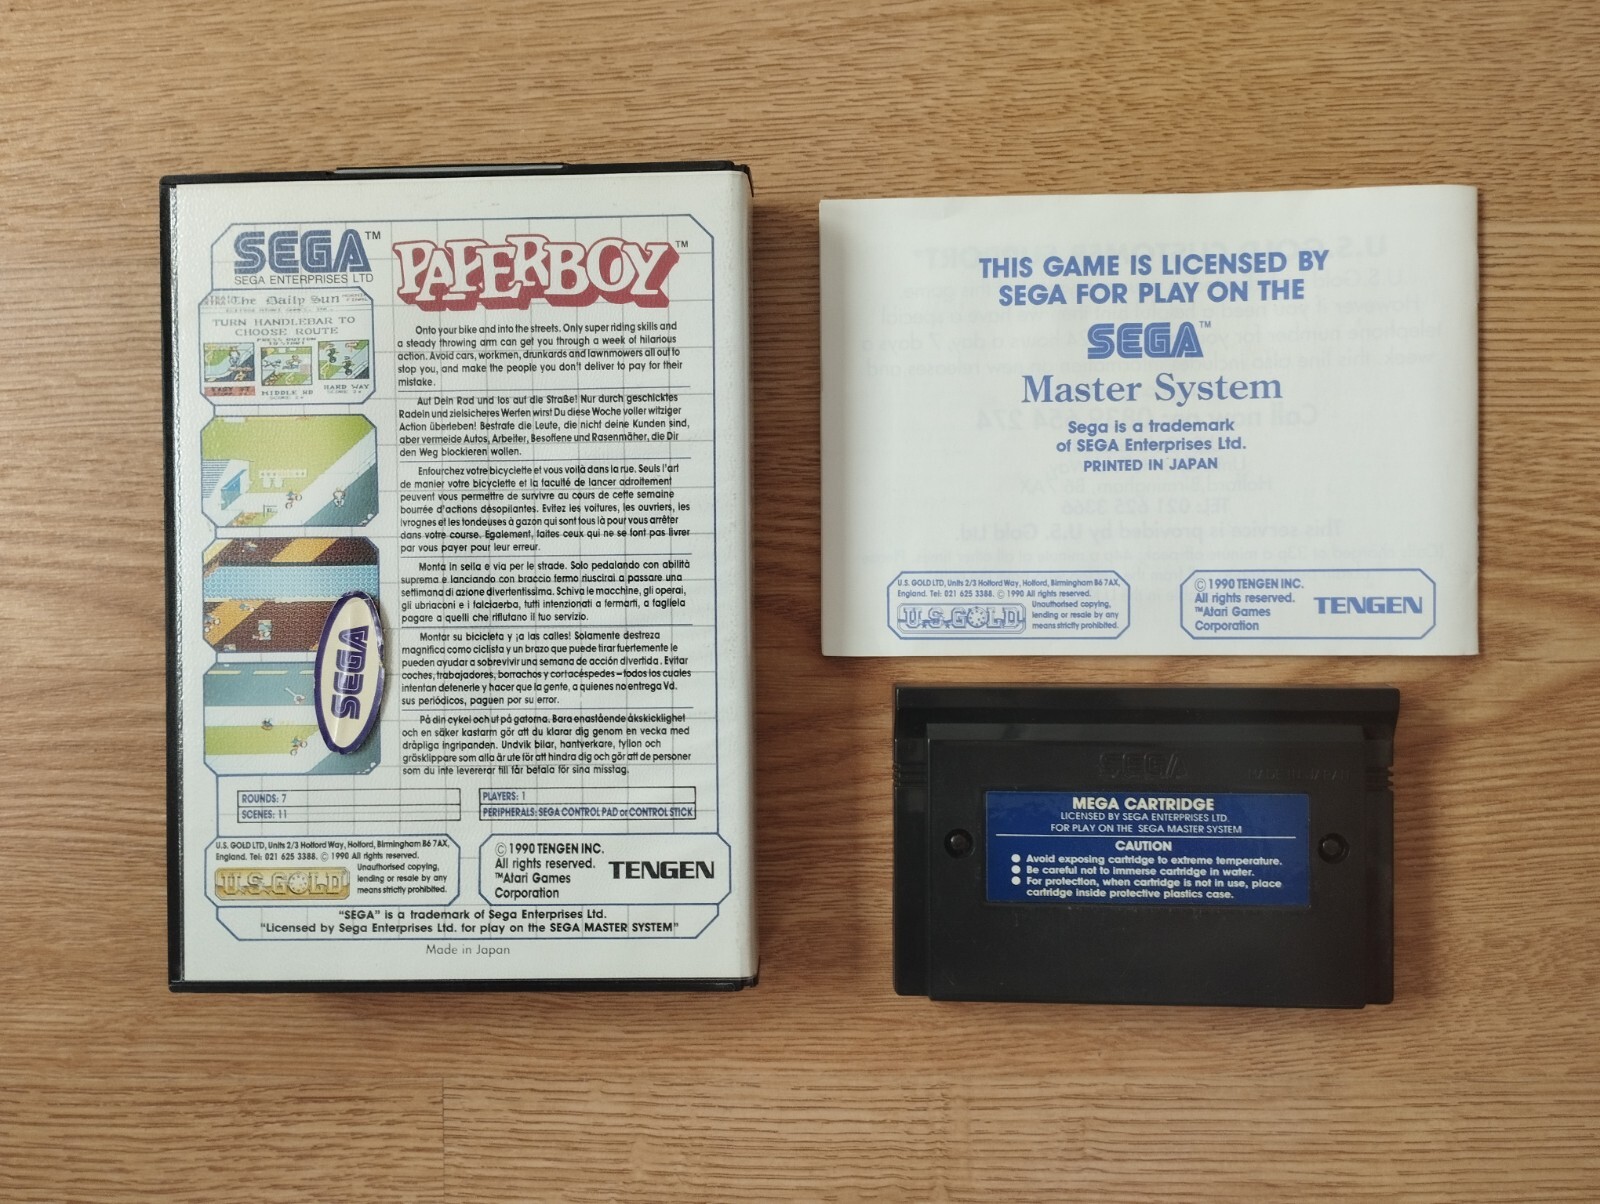 SEGA™
SEGA ENTERPRISES LTD
PAPERBOY™
The Daily Sun
TURN HANDLEBAR TO
CHOOSE ROUTE
PRESS BUTTON
TO START
EASY ST
MIDDLE RD
HARD WAY
Onto your bike and into the streets. Only super riding skills and
a steady throwing arm can get you through a week of hilarious
action. Avoid cars, workmen, drunkards and lawnmowers all out to
stop you, and make the people you don't deliver to pay for their
mistake.
Auf Dein Rad und los auf die Straße! Nur durch geschicktes
Radeln und zielsicheres Werfen wirst Du diese Woche voller witziger
Action überleben! Bestrafe die Leute, die nicht deine Kunden sind,
aber vermeide Autos, Arbeiter, Besoffene und Rasenmäher, die Dir
den Weg blockieren wollen.
Enfourchez votre bicyclette et vous voilà dans la rue. Seuls l'art
de manier votre bicyclette et la faculté de lancer adroitement
peuvent vous permettre de survivre au cours de cette semaine
bourrée d'actions désopilantes. Evitez les voitures, les ouvriers, les
ivrognes et les tondeuses à gazon qui sont tous là pour vous arrêter
dans votre course. Egalement, faites ceux qui ne se font pas livrer
par vous payer pour leur erreur.
Monta in sella e via per le strade. Solo pedalando con abilità
suprema e lanciando con braccio fermo riuscirai a passare una
settimana di azione divertentissima. Schiva le macchine, gli operai,
gli ubriaconi e i falciaerba, tutti intenzionati a fermarti, a fagliela
pagare a quelli che rifiutano il tuo servizio.
Montar su bicicleta y ¡a las calles! Solamente destreza
magnífica como ciclista y un brazo que puede tirar fuertemente le
pueden ayudar a sobrevivir una semana de acción divertida. Evitar
coches, trabajadores, borrachos y cortacéspedes – todos los cuales
intentan detenerle y hacer que la gente, a quienes no entrega Vd.
sus periódicos, paguen por su error.
På din cykel och ut på gatorna. Bara enastående åkskicklighet
och en säker kastarm gör att du klarar dig genom en vecka med
dråpliga ingripanden. Undvik bilar, hantverkare, fyllon och
gräsklippare som alla är ute för att hindra dig och gör att de personer
som du inte levererar till får betala för sina misstag.
SEGA
ROUNDS: 7
SCENES: 11
PLAYERS: 1
PERIPHERALS: SEGA CONTROL PAD or CONTROL STICK
U.S. GOLD LTD, Units 2/3 Holford Way, Holford, Birmingham B6 7AX,
England. Tel: 021 625 3388. © 1990 All rights reserved.
U.S. GOLD
Unauthorised copying,
lending or resale by any
means strictly prohibited.
© 1990 TENGEN INC.
All rights reserved.
™Atari Games
Corporation
TENGEN
"SEGA" is a trademark of Sega Enterprises Ltd.
"Licensed by Sega Enterprises Ltd. for play on the SEGA MASTER SYSTEM"
Made in Japan
THIS GAME IS LICENSED BY
SEGA FOR PLAY ON THE
SEGA™
Master System
Sega is a trademark
of SEGA Enterprises Ltd.
PRINTED IN JAPAN
U.S. GOLD LTD, Units 2/3 Holford Way, Holford, Birmingham B6 7AX,
England. Tel: 021 625 3388. © 1990 All rights reserved.
U.S. GOLD
Unauthorised copying,
lending or resale by any
means strictly prohibited.
© 1990 TENGEN INC.
All rights reserved.
™Atari Games
Corporation
TENGEN
SEGA
MADE IN JAPAN
MEGA CARTRIDGE
LICENSED BY SEGA ENTERPRISES LTD.
FOR PLAY ON THE SEGA MASTER SYSTEM
CAUTION
● Avoid exposing cartridge to extreme temperature.
● Be careful not to immerse cartridge in water.
● For protection, when cartridge is not in use, place
cartridge inside protective plastics case.